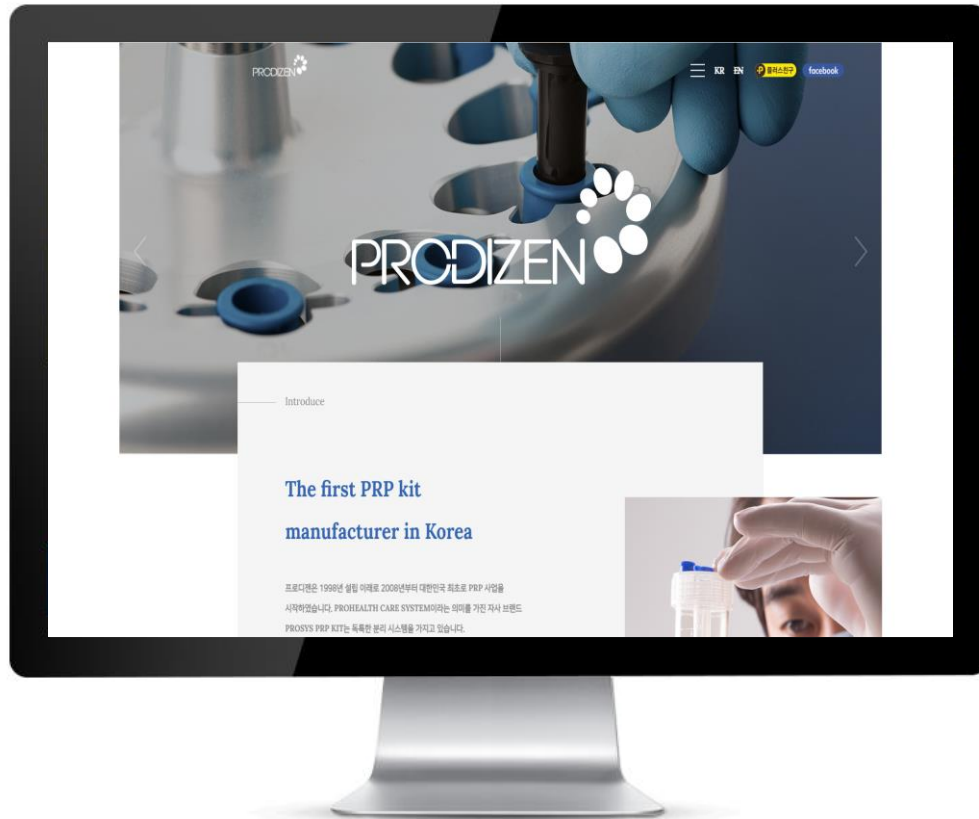 PRODIZEN
KR EN 플러스친구 facebook
PRODIZEN
Introduce
The first PRP kit
manufacturer in Korea
프로디젠은 1998년 설립 이래로 2008년부터 대한민국 최초로 PRP 사업을
시작하였습니다. PROHEALTH CARE SYSTEM이라는 의미를 가진 자사 브랜드
PROSYS PRP KIT는 독특한 분리 시스템을 가지고 있습니다.